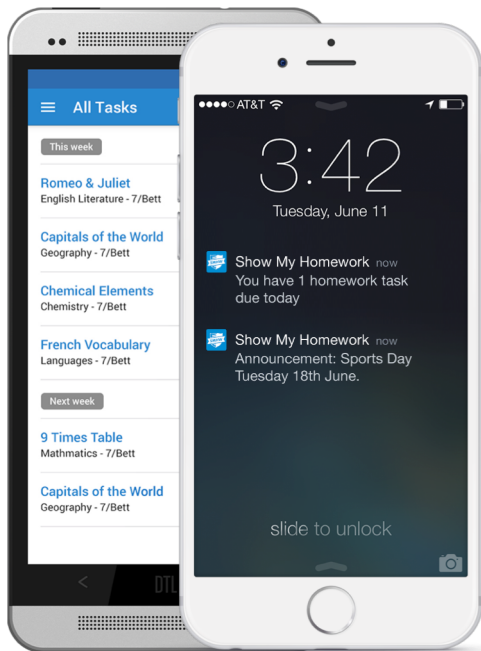 All Tasks
This week
Romeo & Juliet
English Literature - 7/Bett
Capitals of the World
Geography - 7/Bett
Chemical Elements
Chemistry - 7/Bett
French Vocabulary
Languages - 7/Bett
Next week
9 Times Table
Mathmatics - 7/Bett
Capitals of the World
Geography - 7/Bett
AT&T
3:42
Tuesday, June 11
Show My Homework now
You have 1 homework task
due today
Show My Homework now
Announcement: Sports Day
Tuesday 18th June.
slide to unlock